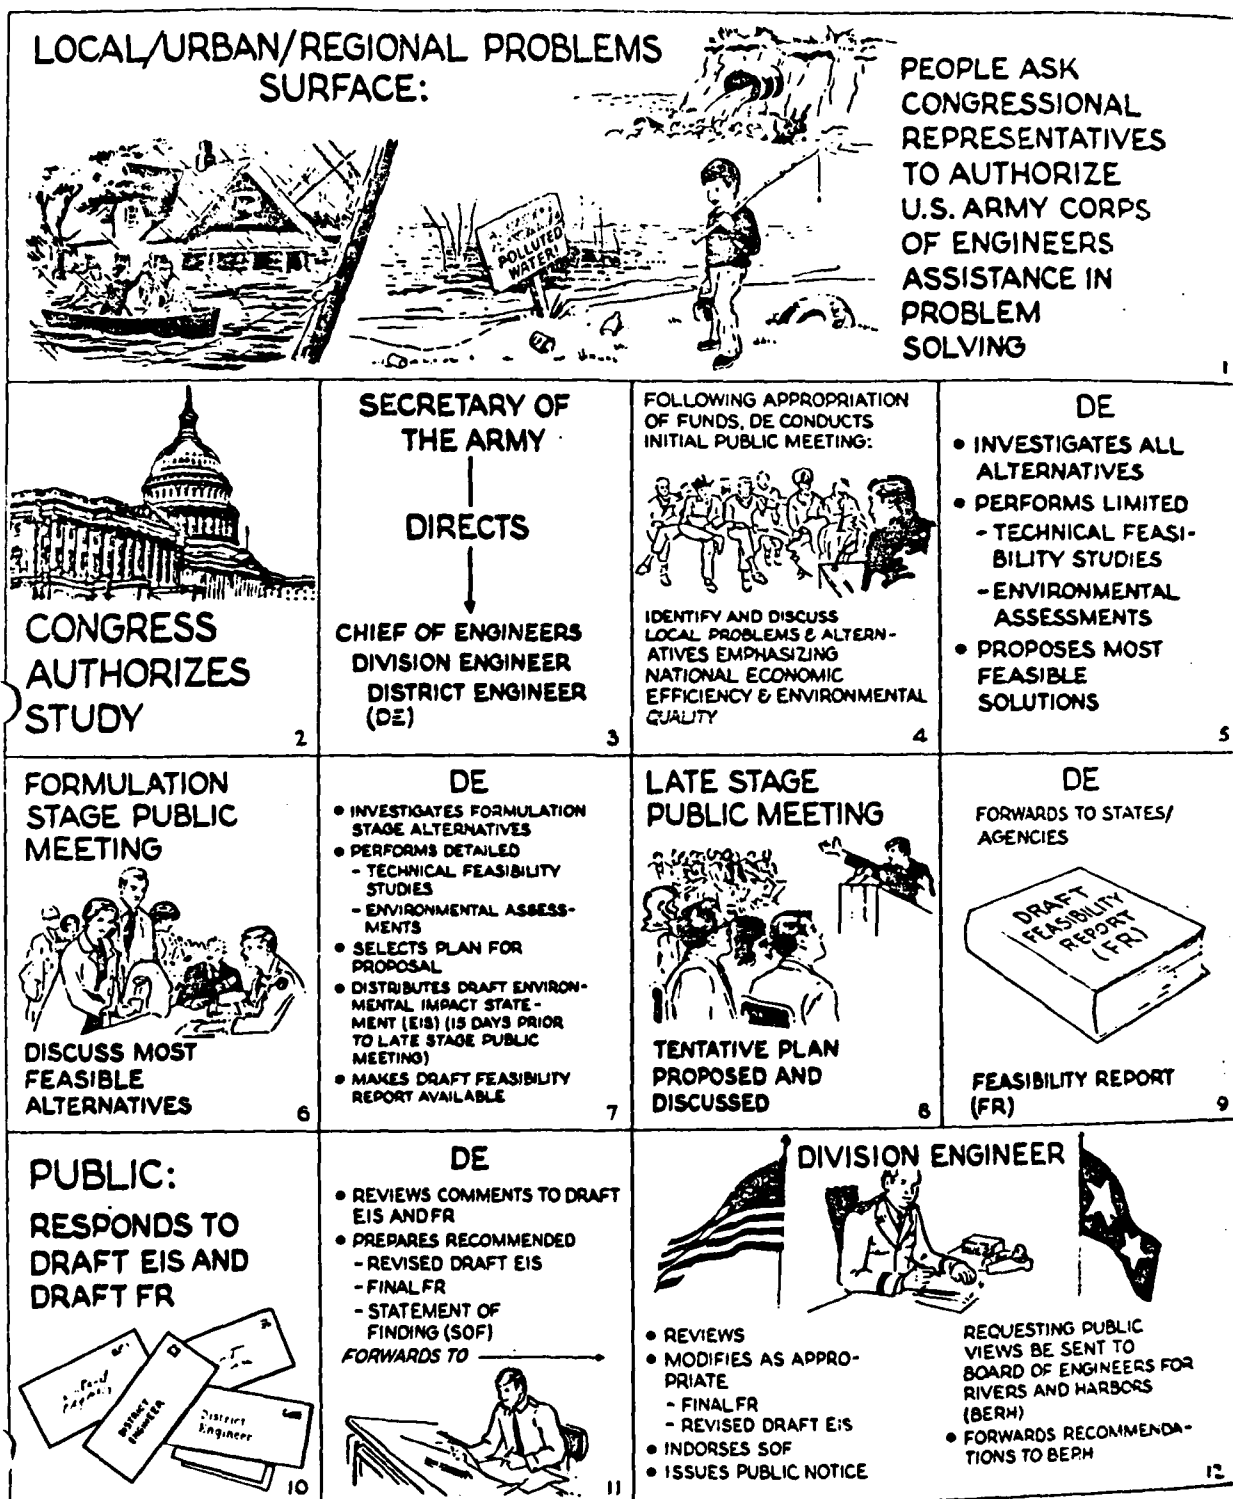 LOCAL/URBAN/REGIONAL PROBLEMS
SURFACE:
POLLUTED
WATER!
PEOPLE ASK
CONGRESSIONAL
REPRESENTATIVES
TO AUTHORIZE
U.S. ARMY CORPS
OF ENGINEERS
ASSISTANCE IN
PROBLEM
SOLVING
1
CONGRESS
AUTHORIZES
STUDY
2
SECRETARY OF
THE ARMY
DIRECTS
CHIEF OF ENGINEERS
DIVISION ENGINEER
DISTRICT ENGINEER
(DE)
3
FOLLOWING APPROPRIATION
OF FUNDS, DE CONDUCTS
INITIAL PUBLIC MEETING:
IDENTIFY AND DISCUSS
LOCAL PROBLEMS & ALTERN-
ATIVES EMPHASIZING
NATIONAL ECONOMIC
EFFICIENCY & ENVIRONMENTAL
QUALITY
4
DE
• INVESTIGATES ALL
ALTERNATIVES
• PERFORMS LIMITED
- TECHNICAL FEASI-
BILITY STUDIES
- ENVIRONMENTAL
ASSESSMENTS
• PROPOSES MOST
FEASIBLE
SOLUTIONS
5
FORMULATION
STAGE PUBLIC
MEETING
DISCUSS MOST
FEASIBLE
ALTERNATIVES
6
DE
• INVESTIGATES FORMULATION
STAGE ALTERNATIVES
• PERFORMS DETAILED
- TECHNICAL FEASIBILITY
STUDIES
- ENVIRONMENTAL ASSESS-
MENTS
• SELECTS PLAN FOR
PROPOSAL
• DISTRIBUTES DRAFT ENVIRON-
MENTAL IMPACT STATE-
MENT (EIS) (15 DAYS PRIOR
TO LATE STAGE PUBLIC
MEETING)
• MAKES DRAFT FEASIBILITY
REPORT AVAILABLE
7
LATE STAGE
PUBLIC MEETING
TENTATIVE PLAN
PROPOSED AND
DISCUSSED
8
DE
FORWARDS TO STATES/
AGENCIES
DRAFT
FEASIBILITY
REPORT
(FR)
FEASIBILITY REPORT
(FR)
9
PUBLIC:
RESPONDS TO
DRAFT EIS AND
DRAFT FR
DISTRICT
ENGINEER
District
Engineer
10
DE
• REVIEWS COMMENTS TO DRAFT
EIS AND FR
• PREPARES RECOMMENDED
- REVISED DRAFT EIS
- FINAL FR
- STATEMENT OF
FINDING (SOF)
FORWARDS TO
11
DIVISION ENGINEER
• REVIEWS
• MODIFIES AS APPRO-
PRIATE
- FINAL FR
- REVISED DRAFT EIS
• INDORSES SOF
• ISSUES PUBLIC NOTICE
REQUESTING PUBLIC
VIEWS BE SENT TO
BOARD OF ENGINEERS FOR
RIVERS AND HARBORS
(BERH)
• FORWARDS RECOMMENDA-
TIONS TO BERH
12